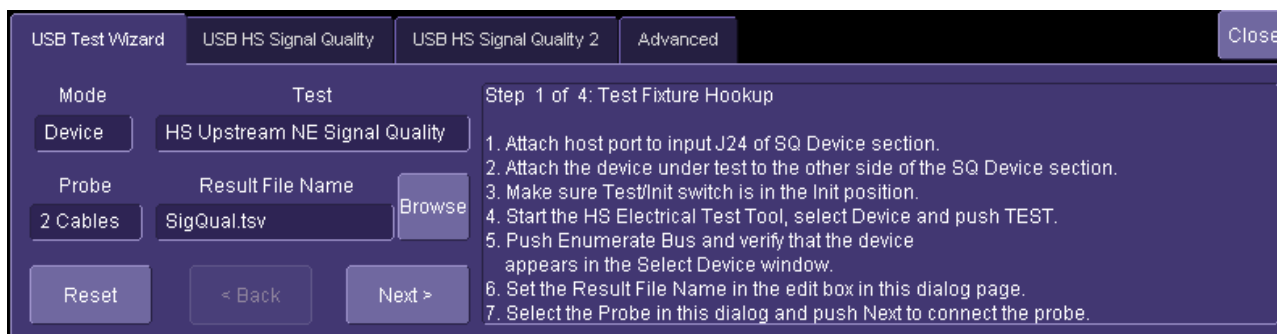 USB Test Wizard
USB HS Signal Quality
USB HS Signal Quality 2
Advanced
Close
Mode
Test
Device
HS Upstream NE Signal Quality
Probe
Result File Name
2 Cables
SigQual.tsv
Browse
Reset
< Back
Next >
Step 1 of 4: Test Fixture Hookup
1. Attach host port to input J24 of SQ Device section.
2. Attach the device under test to the other side of the SQ Device section.
3. Make sure Test/Init switch is in the Init position.
4. Start the HS Electrical Test Tool, select Device and push TEST.
5. Push Enumerate Bus and verify that the device
appears in the Select Device window.
6. Set the Result File Name in the edit box in this dialog page.
7. Select the Probe in this dialog and push Next to connect the probe.